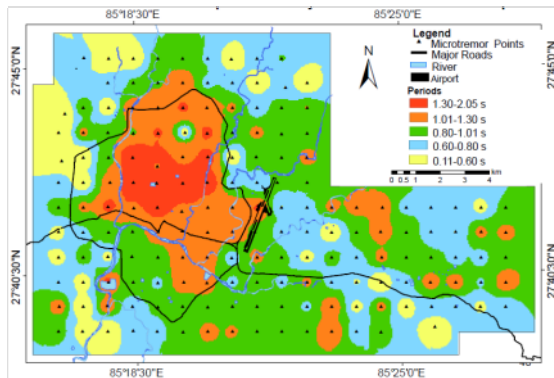 85°18'30"E 85°25'0"E
27°45'0"N 27°45'0"N
N
Legend
Microtremor Points
Major Roads
River
Airport
Periods
1.30-2.05 s
1.01-1.30 s
0.80-1.01 s
0.60-0.80 s
0.11-0.60 s
0 0.5 1 2 3 4
km
27°40'30"N 27°40'30"N
85°18'30"E 85°25'0"E